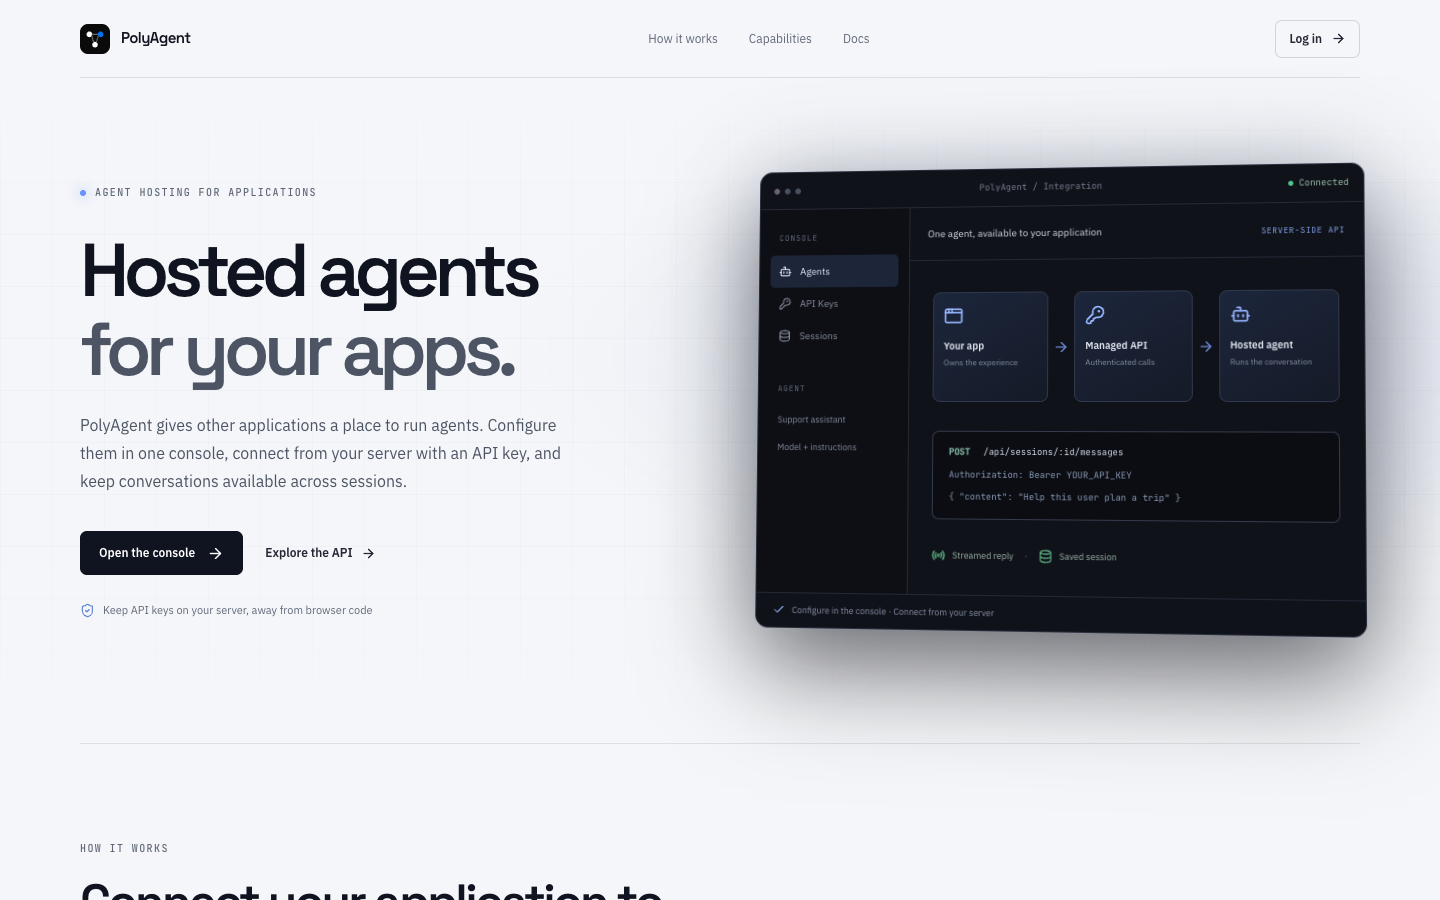 PolyAgent
How it works
Capabilities
Docs
Log in
AGENT HOSTING FOR APPLICATIONS
Hosted agents
for your apps.
PolyAgent gives other applications a place to run agents. Configure
them in one console, connect from your server with an API key, and
keep conversations available across sessions.
Open the console
Explore the API
Keep API keys on your server, away from browser code
PolyAgent / Integration
Connected
CONSOLE
Agents
API Keys
Sessions
AGENT
Support assistant
Model + instructions
One agent, available to your application
SERVER-SIDE API
Your app
Owns the experience
Managed API
Authenticated calls
Hosted agent
Runs the conversation
POST /api/sessions/:id/messages
Authorization: Bearer YOUR_API_KEY
{ "content": "Help this user plan a trip" }
Streamed reply · Saved session
Configure in the console · Connect from your server
HOW IT WORKS
Connect your application to